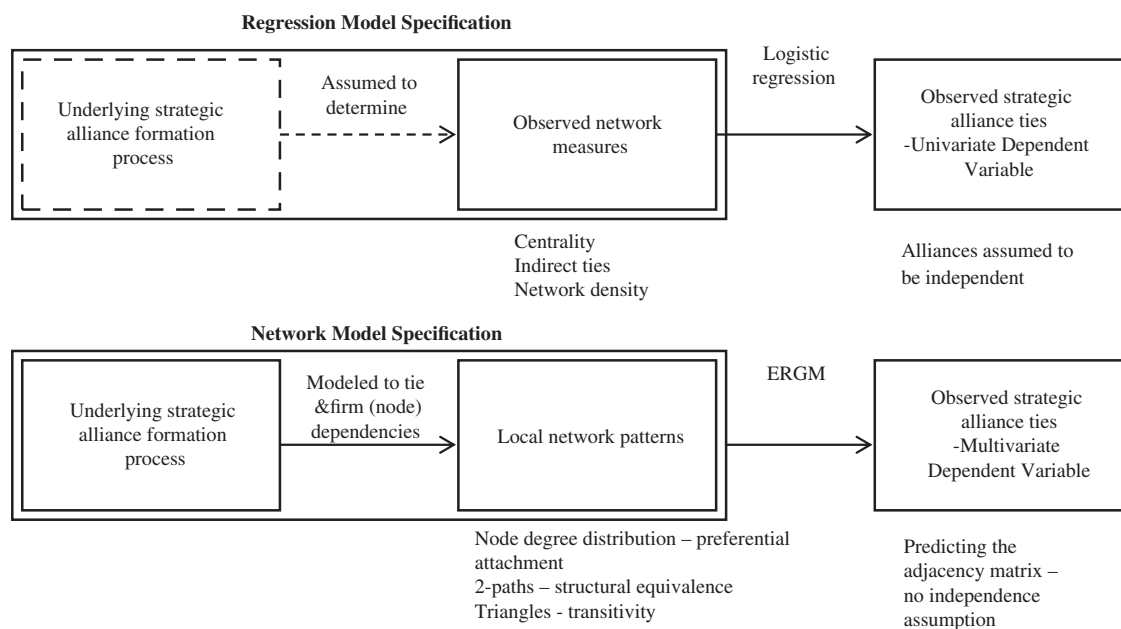 Regression Model Specification
Underlying strategic
alliance formation
process
Assumed to
determine
Observed network
measures
Logistic
regression
Observed strategic
alliance ties
-Univariate Dependent
Variable
Centrality
Indirect ties
Network density
Alliances assumed to
be independent
Network Model Specification
Underlying strategic
alliance formation
process
Modeled to tie
&firm (node)
dependencies
Local network patterns
ERGM
Observed strategic
alliance ties
-Multivariate
Dependent Variable
Node degree distribution – preferential
attachment
2-paths – structural equivalence
Triangles - transitivity
Predicting the
adjacency matrix –
no independence
assumption